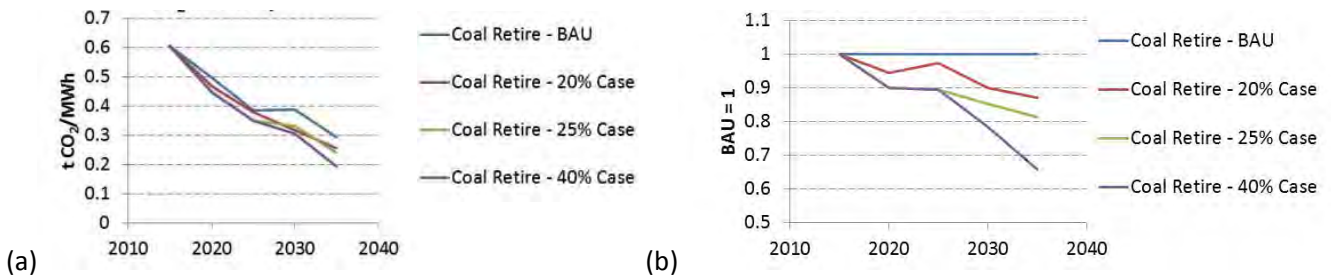 0.7
0.6
0.5
0.4
0.3
0.2
0.1
0
t CO₂/MWh
2010
2020
2030
2040
Coal Retire - BAU
Coal Retire - 20% Case
Coal Retire - 25% Case
Coal Retire - 40% Case
(a)
1
0.9
0.8
0.7
0.6
0.5
BAU = 1
2010
2020
2030
2040
Coal Retire - BAU
Coal Retire - 20% Case
Coal Retire - 25% Case
Coal Retire - 40% Case
(b)